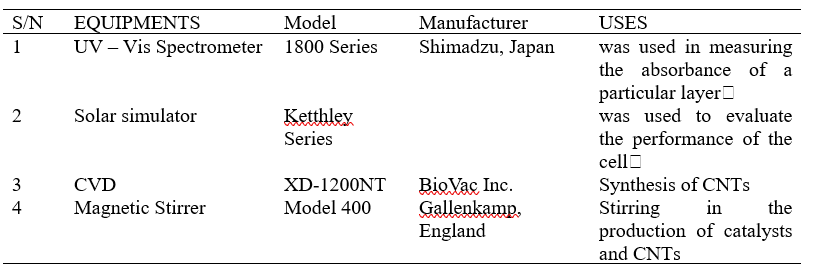 S/N EQUIPMENTS Model Manufacturer USES
1 UV – Vis Spectrometer 1800 Series Shimadzu, Japan was used in measuring
the absorbance of a
particular layer□
2 Solar simulator Ketthley was used to evaluate
Series the performance of the
cell□
3 CVD XD-1200NT BioVac Inc. Synthesis of CNTs
4 Magnetic Stirrer Model 400 Gallenkamp, Stirring in the
England production of catalysts
and CNTs